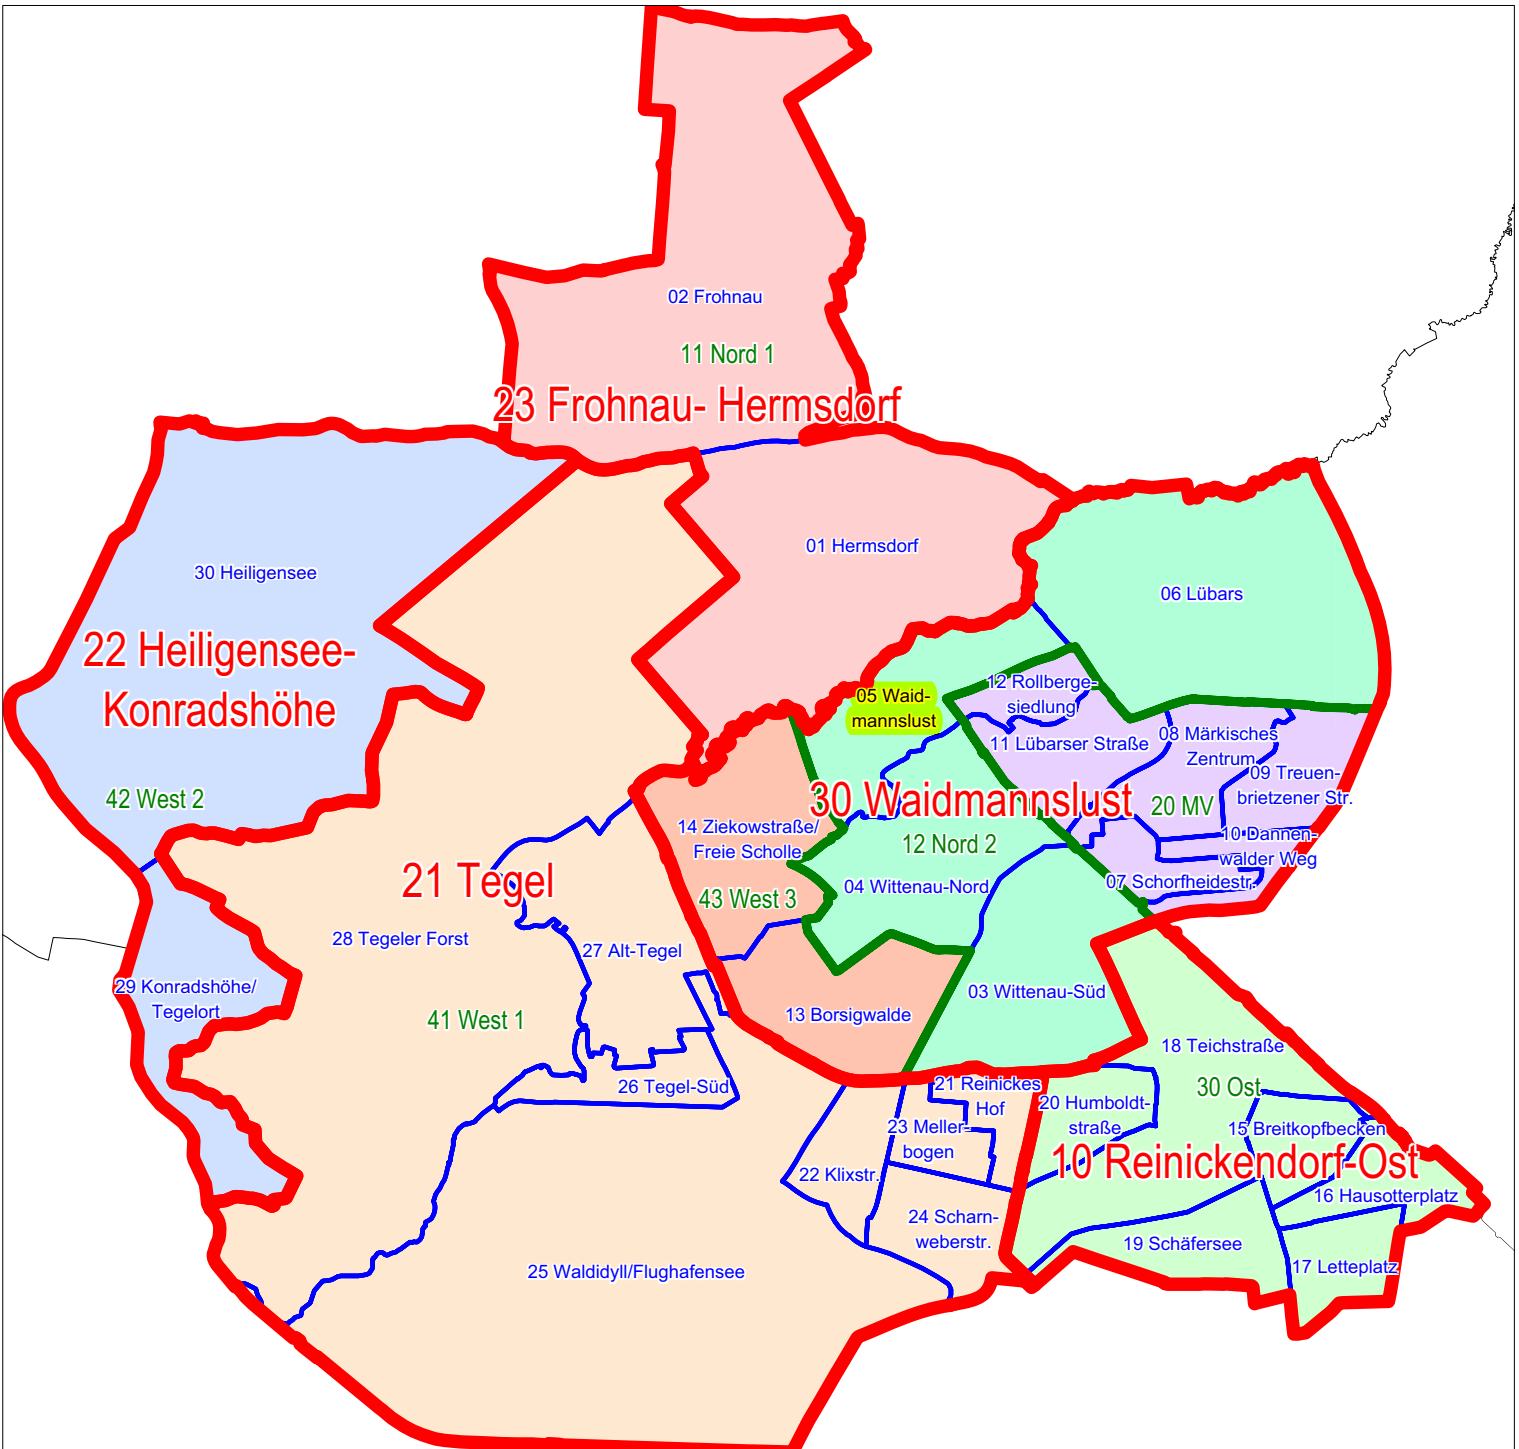 02 Frohnau
11 Nord 1
23 Frohnau- Hermsdorf
01 Hermsdorf
30 Heiligensee
06 Lübars
22 Heiligensee-
Konradshöhe
42 West 2
05 Waid-
mannslust
12 Rollberge-
siedlung
11 Lübarser Straße
08 Märkisches
Zentrum
09 Treuen-
brietzener Str.
30 Waidmannslust
20 MV
14 Ziekowstraße/
Freie Scholle
12 Nord 2
10 Dannen-
walder Weg
07 Schorfheidestr.
21 Tegel
43 West 3
04 Wittenau-Nord
28 Tegeler Forst
27 Alt-Tegel
29 Konradshöhe/
Tegelort
41 West 1
13 Borsigwalde
03 Wittenau-Süd
18 Teichstraße
26 Tegel-Süd
21 Reinickes
Hof
30 Ost
20 Humboldt-
straße
23 Meller-
bogen
15 Breitkopfbecken
10 Reinickendorf-Ost
22 Klixstr.
16 Hausotterplatz
24 Scharn-
weberstr.
19 Schäfersee
17 Letteplatz
25 Waldidyll/Flughafensee